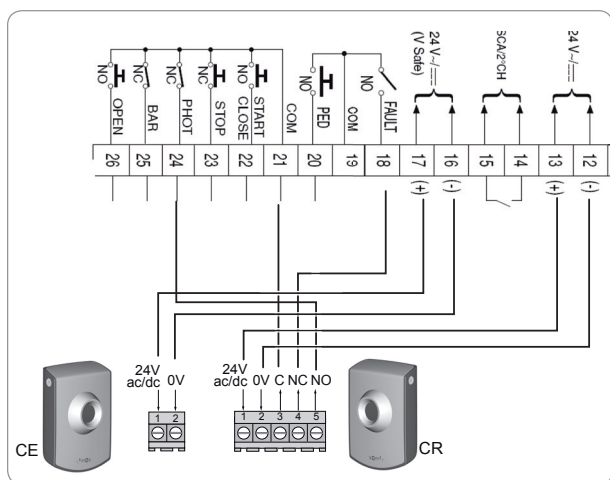 24 V ~/⎓
(V Safe)
SCA/2°CH
24 V ~/⎓
NO NC NC NC NO NO NO
OPEN BAR PHOT STOP CLOSE START COM PED COM FAULT
26 25 24 23 22 21 20 19 18 17 16 15 14 13 12
(+) (-) (+) (-)
24V
ac/dc 0V
24V
ac/dc 0V C NC NO
1 2
1 2 3 4 5
CE
CR